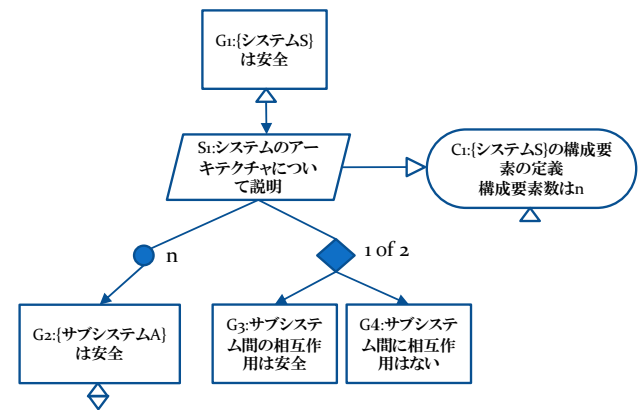 G1:{システムS}
は安全
S1:システムのアー
キテクチャについ
て説明
C1:{システムS}の構成要
素の定義
構成要素数はn
n
1 of 2
G2:{サブシステムA}
は安全
G3:サブシステ
ム間の相互作
用は安全
G4:サブシステ
ム間に相互作
用はない